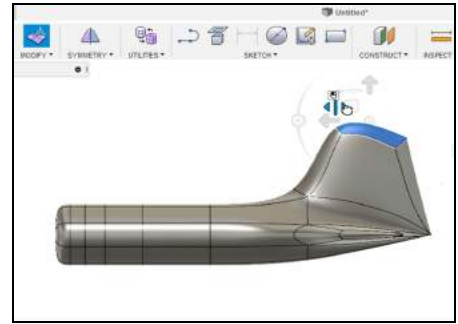 Untitled*
MODIFY ▾ SYMMETRY ▾ UTILITIES ▾ SKETCH ▾ CONSTRUCT ▾ INSPECT